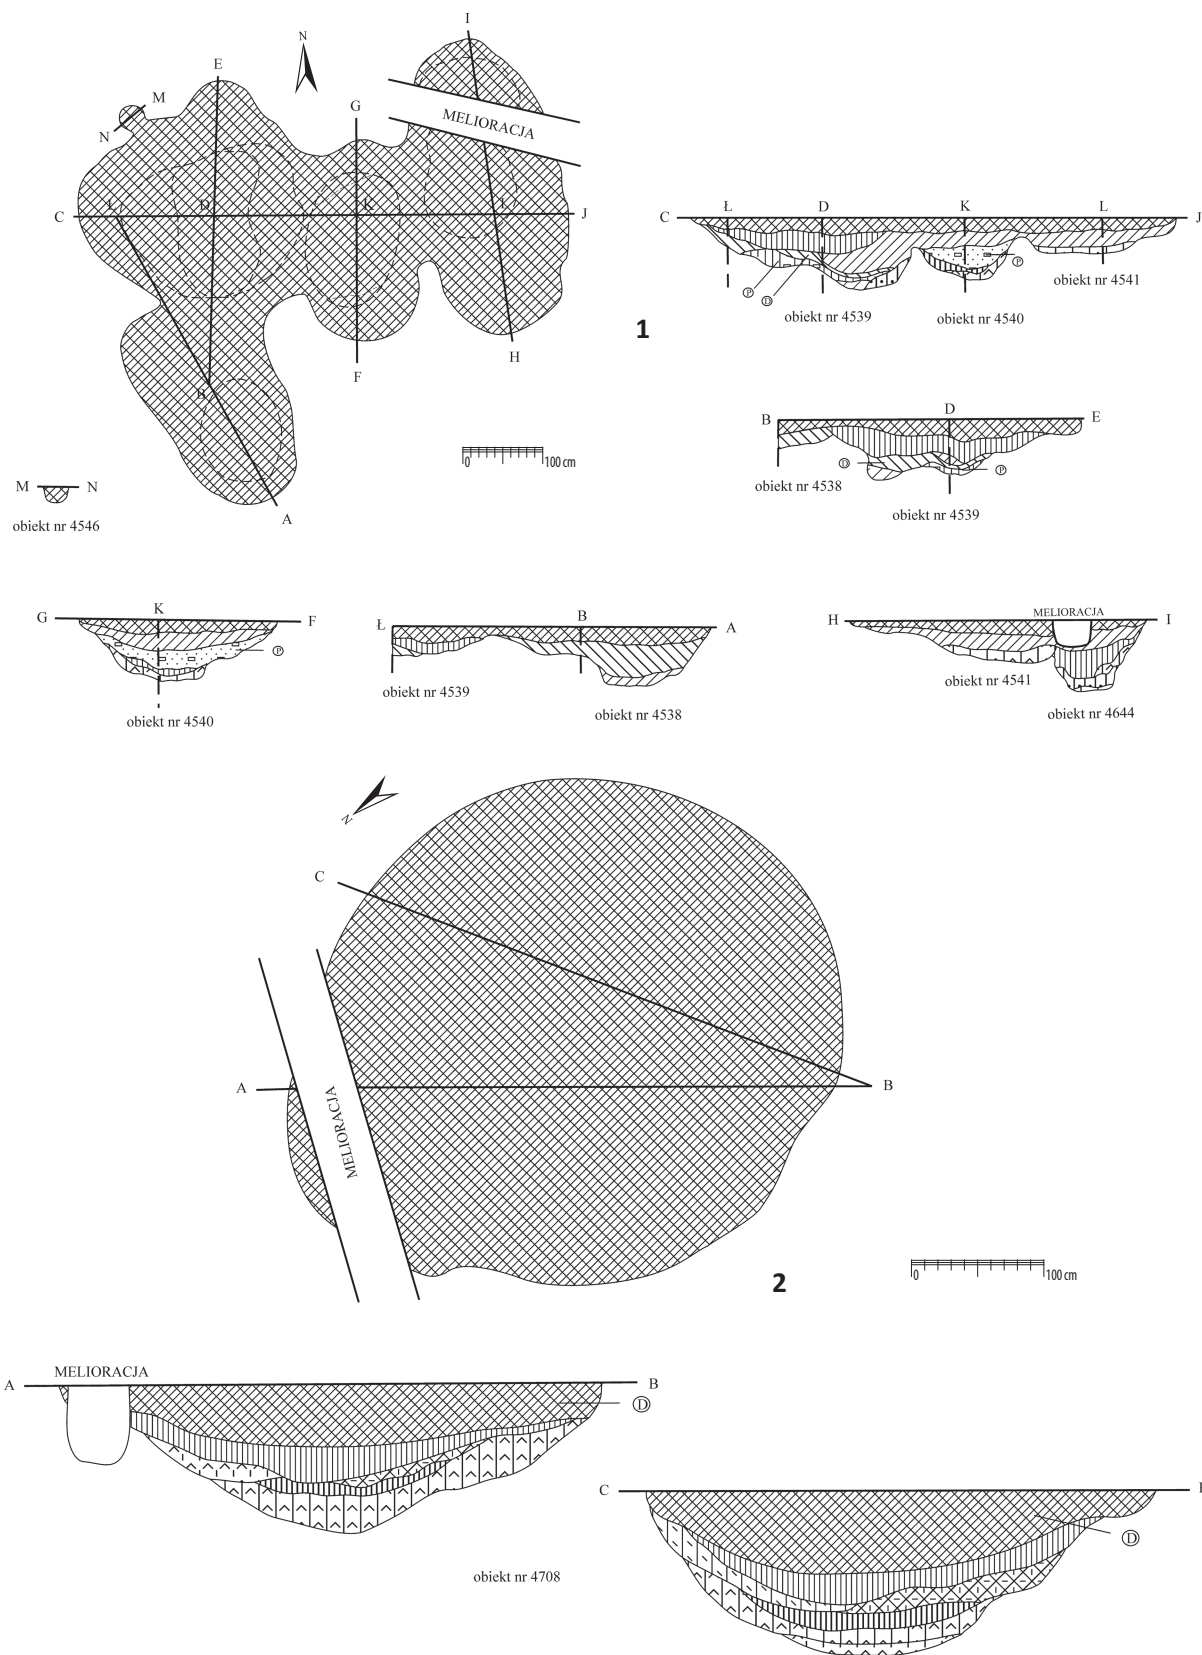 I
N
E
M
G
MELIORACJA
N
C
Ł
D
K
L
J
C
Ł
D
K
L
J
P
P
D
obiekt nr 4541
obiekt nr 4539
obiekt nr 4540
1
H
F
B
D
E
B
0
100 cm
D
P
obiekt nr 4538
M
N
obiekt nr 4539
A
obiekt nr 4546
G
K
F
P
obiekt nr 4540
Ł
B
A
obiekt nr 4539
obiekt nr 4538
H
MELIORACJA
I
obiekt nr 4541
obiekt nr 4644
N
C
A
MELIORACJA
B
0
100 cm
2
A
MELIORACJA
B
D
C
D
obiekt nr 4708